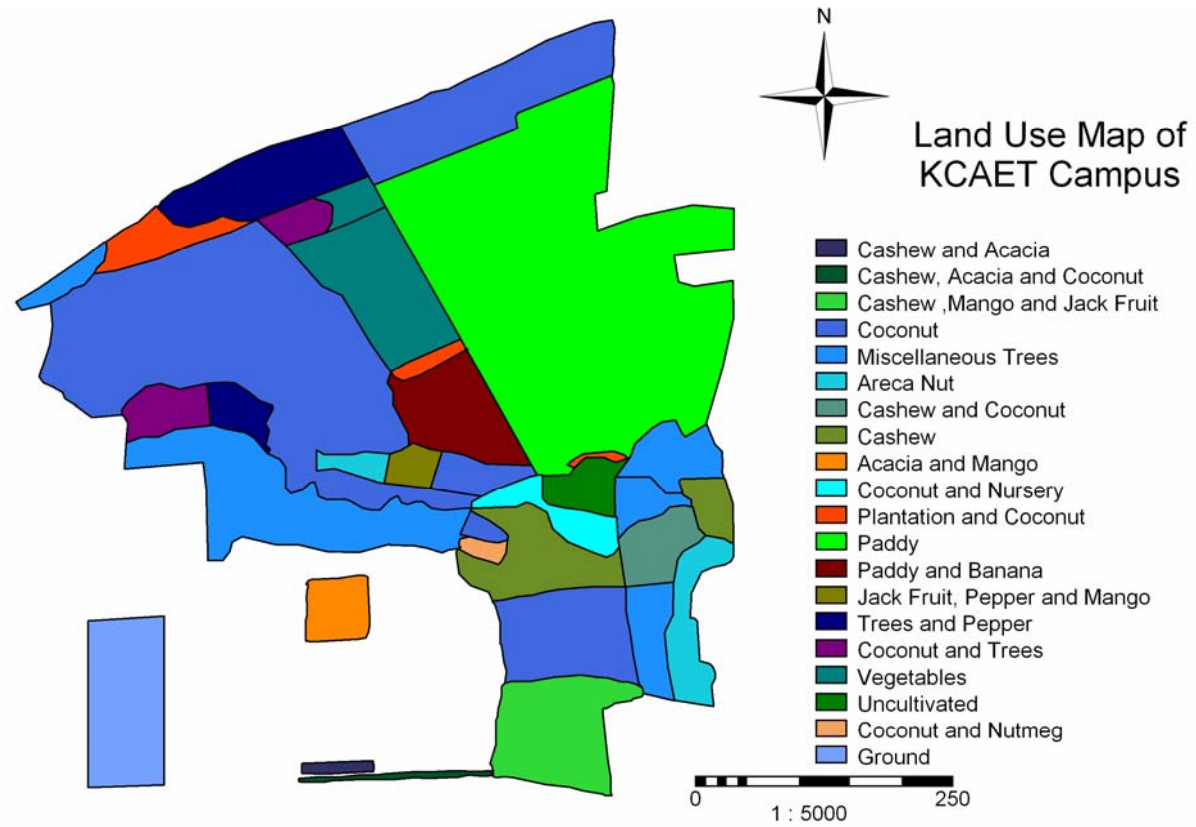 N
Land Use Map of
KCAET Campus
Cashew and Acacia
Cashew, Acacia and Coconut
Cashew ,Mango and Jack Fruit
Coconut
Miscellaneous Trees
Areca Nut
Cashew and Coconut
Cashew
Acacia and Mango
Coconut and Nursery
Plantation and Coconut
Paddy
Paddy and Banana
Jack Fruit, Pepper and Mango
Trees and Pepper
Coconut and Trees
Vegetables
Uncultivated
Coconut and Nutmeg
Ground
0 250
1 : 5000